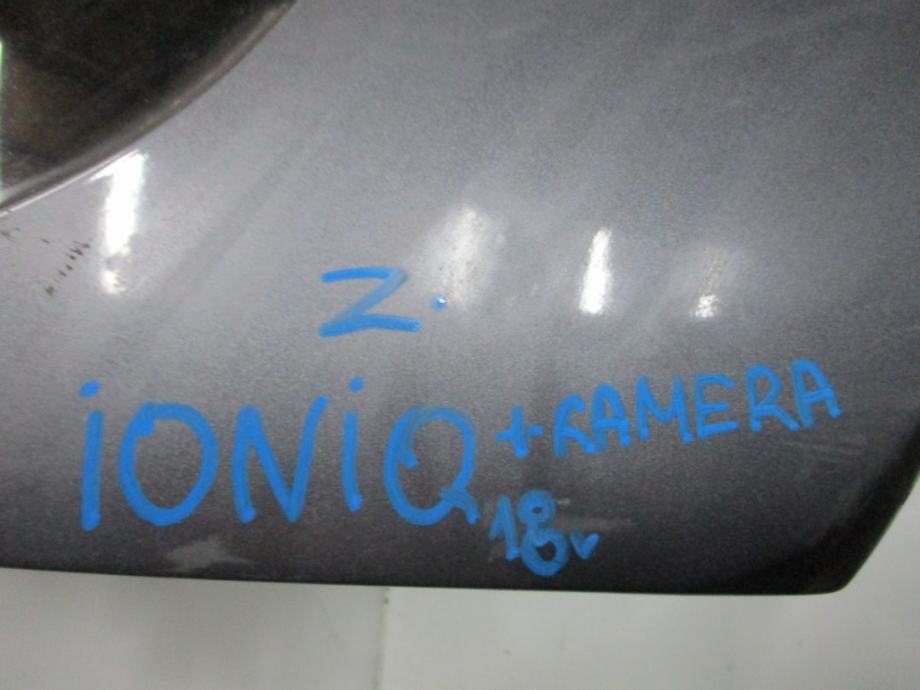 Z.
iONiQ +KAMERA
18v